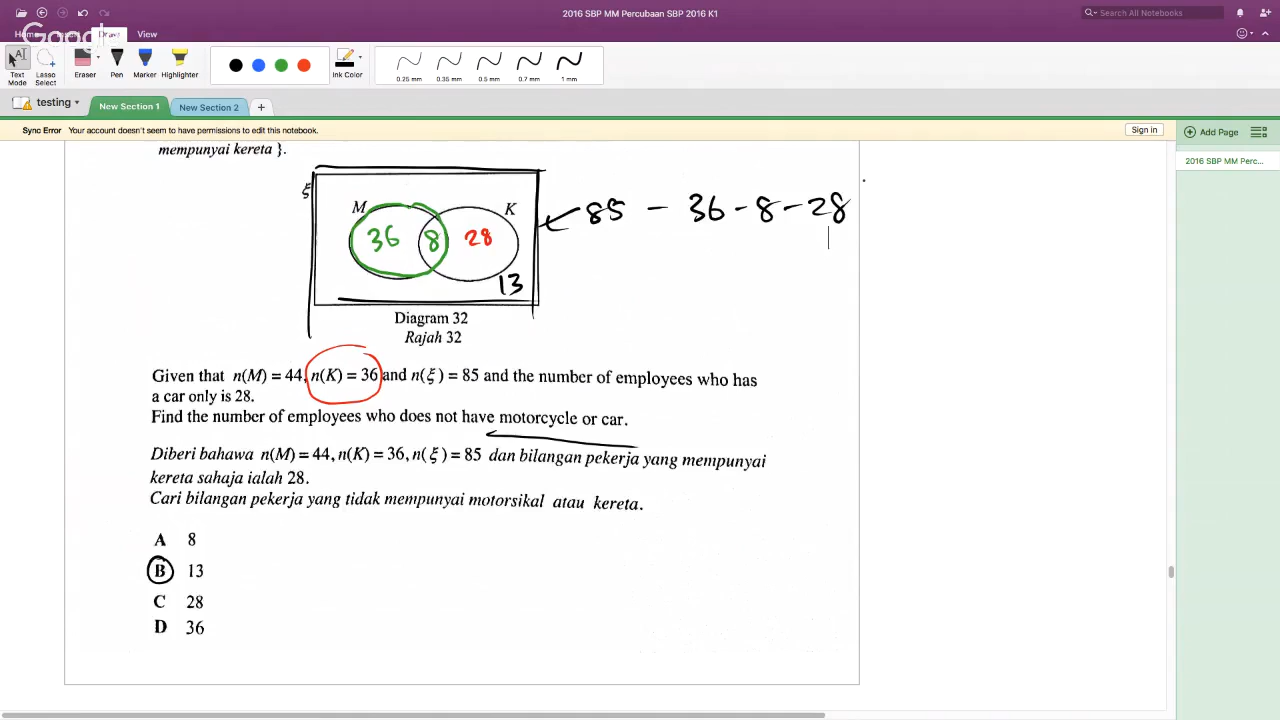 2016 SBP MM Percubaan SBP 2016 K1
Search All Notebooks
Google
Home Insert Draw View
Text Mode
Lasso Select
Eraser
Pen
Marker
Highlighter
Ink Color
0.25 mm
0.35 mm
0.5 mm
0.7 mm
1 mm
testing
New Section 1
New Section 2
+
Sync Error Your account doesn't seem to have permissions to edit this notebook.
Sign in
Add Page
2016 SBP MM Perc...
mempunyai kereta }.
ξ
M K
36 8 28
13
85 - 36 - 8 - 28
Diagram 32
Rajah 32
Given that n(M) = 44, n(K) = 36 and n(ξ) = 85 and the number of employees who has
a car only is 28.
Find the number of employees who does not have motorcycle or car.
Diberi bahawa n(M) = 44, n(K) = 36, n(ξ) = 85 dan bilangan pekerja yang mempunyai
kereta sahaja ialah 28.
Cari bilangan pekerja yang tidak mempunyai motorsikal atau kereta.
A 8
B 13
C 28
D 36